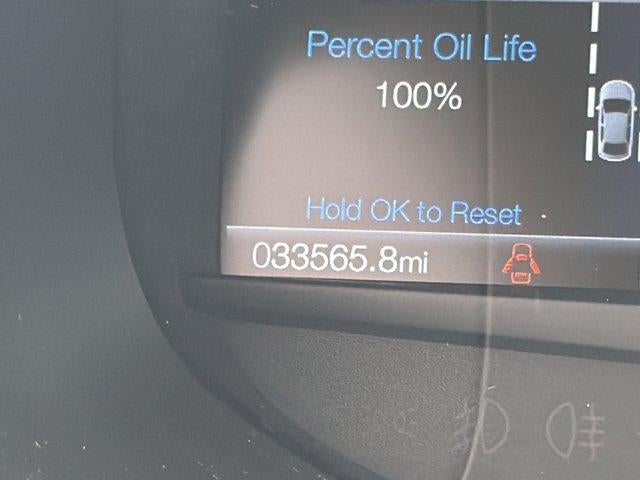 Percent Oil Life
100%
Hold OK to Reset
033565.8mi